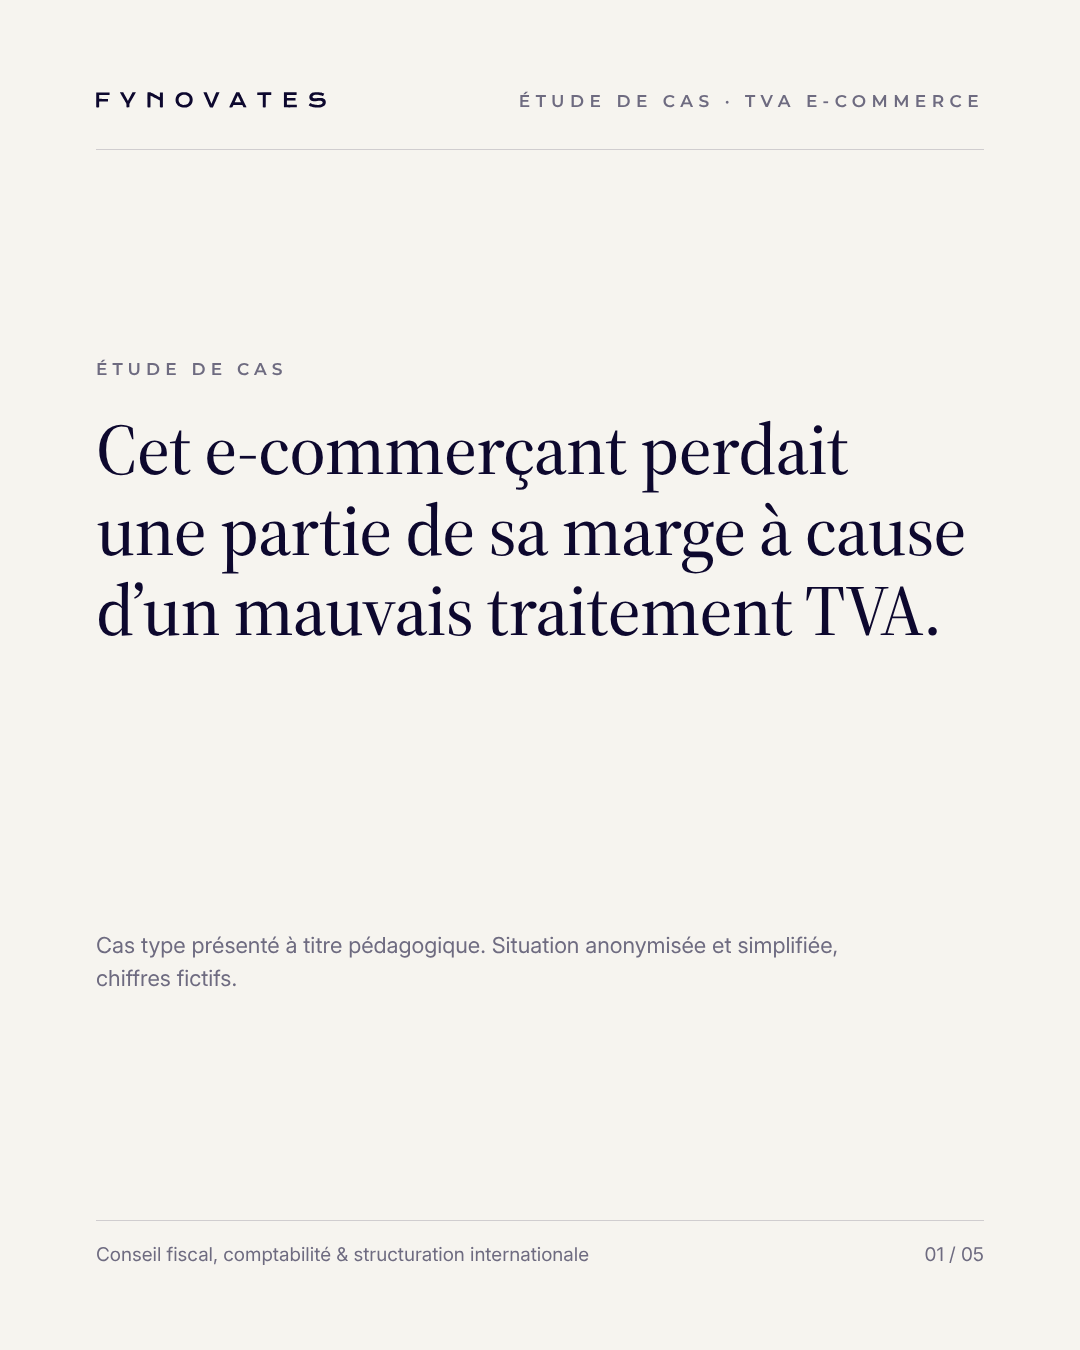 FYNOVATES
ÉTUDE DE CAS · TVA E-COMMERCE
ÉTUDE DE CAS
Cet e-commerçant perdait
une partie de sa marge à cause
d’un mauvais traitement TVA.
Cas type présenté à titre pédagogique. Situation anonymisée et simplifiée,
chiffres fictifs.
Conseil fiscal, comptabilité & structuration internationale
01 / 05